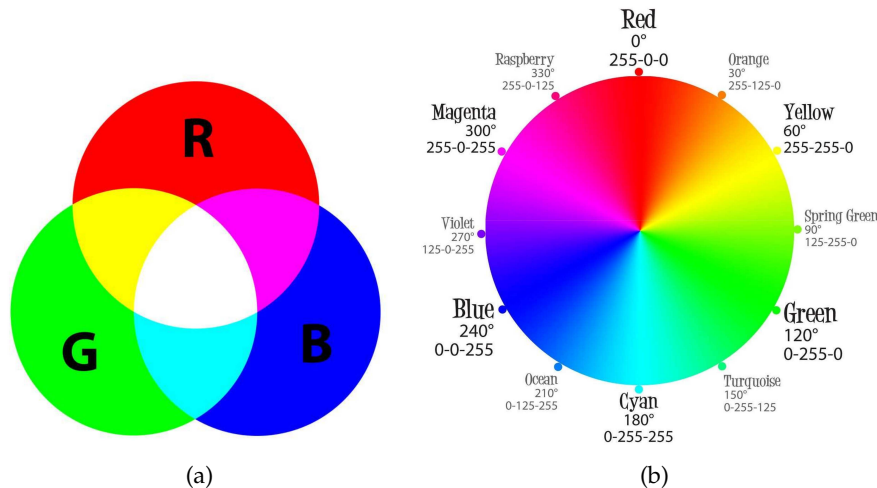 R
G
B
(a)
Red
0°
255-0-0
Orange
30°
255-125-0
Yellow
60°
255-255-0
Spring Green
90°
125-255-0
Green
120°
0-255-0
Turquoise
150°
0-255-125
Cyan
180°
0-255-255
Ocean
210°
0-125-255
Blue
240°
0-0-255
Violet
270°
125-0-255
Magenta
300°
255-0-255
Raspberry
330°
255-0-125
(b)